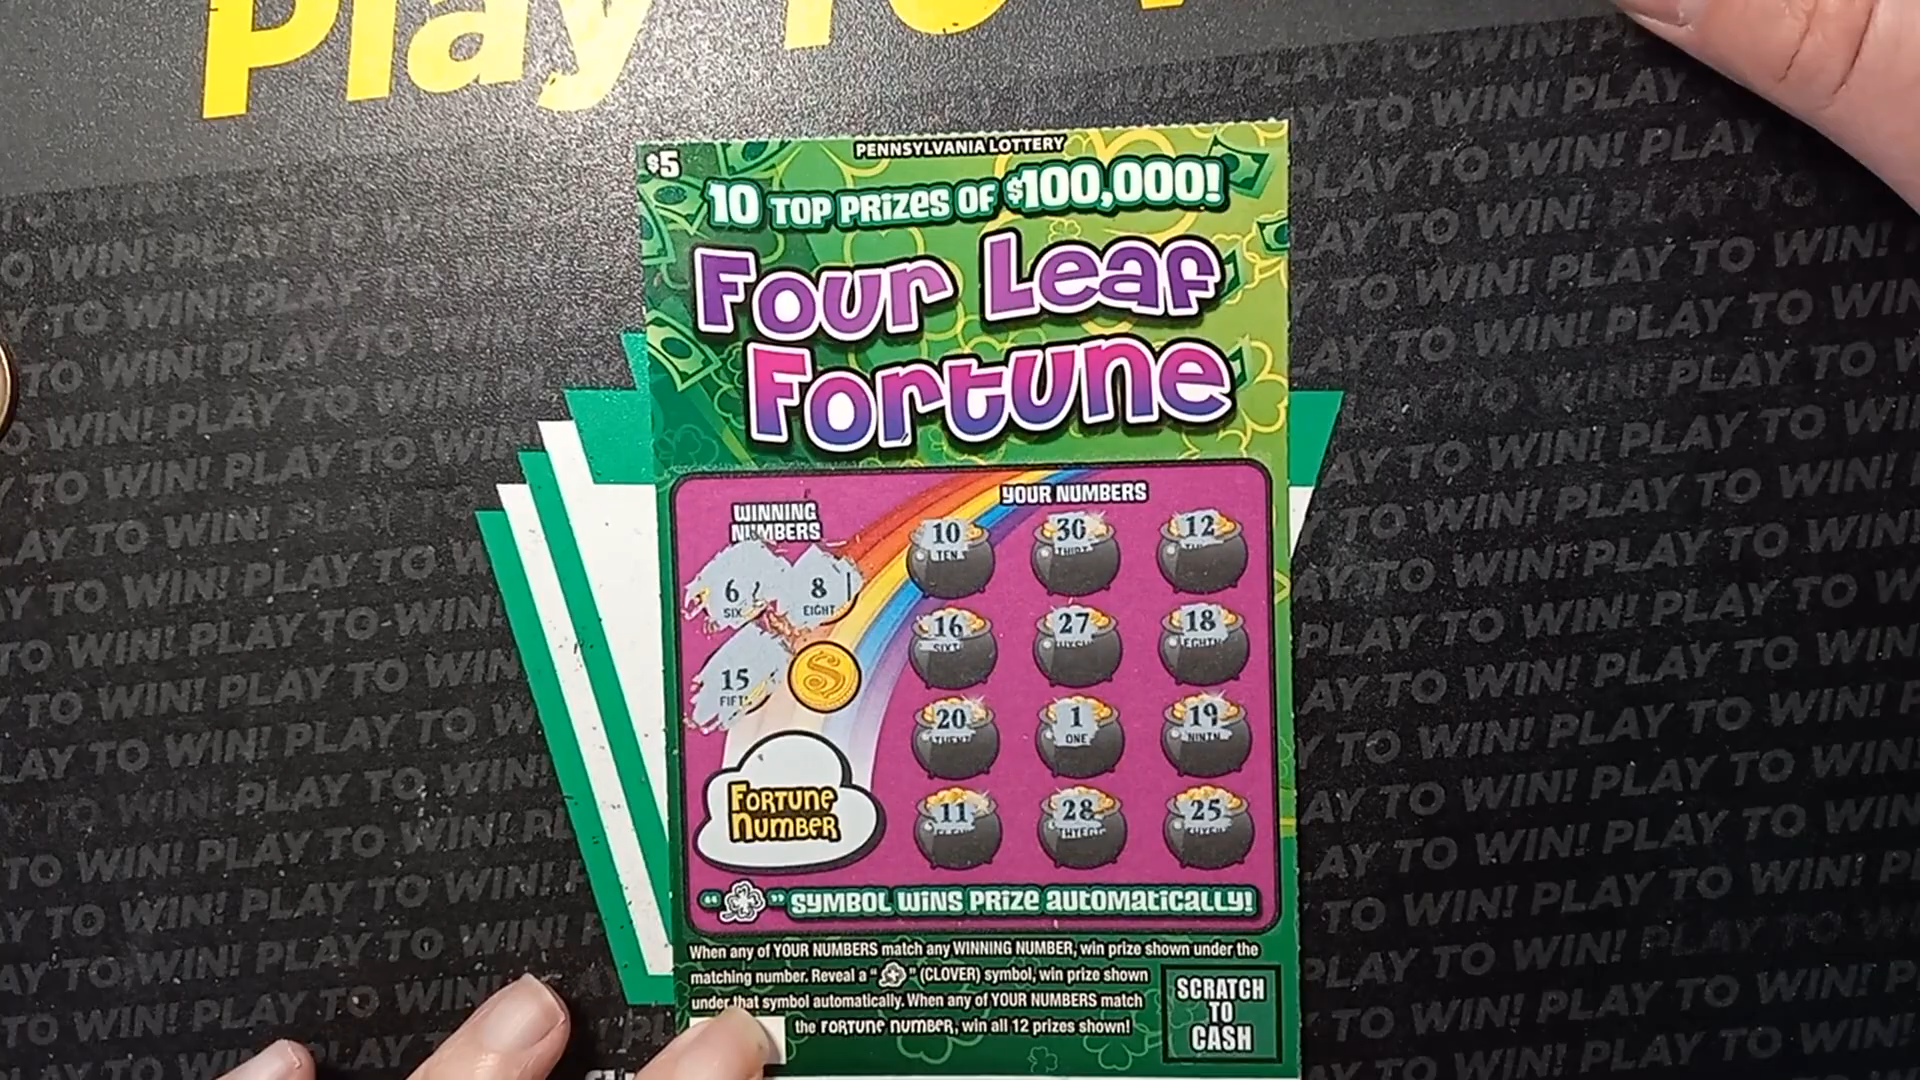 Play To
PENNSYLVANIA LOTTERY
$5
10 TOP PRIZES OF $100,000!
Four Leaf
Fortune
WINNING
NUMBERS
YOUR NUMBERS
6
SIX
8
EIGHT
15
10
TEN
30
12
16
27
18
20
1
ONE
19
11
28
25
FORTUNE
NUMBER
" " SYMBOL WINS PRIZE AUTOMATICALLY!
When any of YOUR NUMBERS match any WINNING NUMBER, win prize shown under the
matching number. Reveal a " " (CLOVER) symbol, win prize shown
under that symbol automatically. When any of YOUR NUMBERS match
the FORTUNE NUMBER, win all 12 prizes shown!
SCRATCH
TO
CASH
PLAY TO WIN! PLAY TO WIN! PLAY TO WIN!